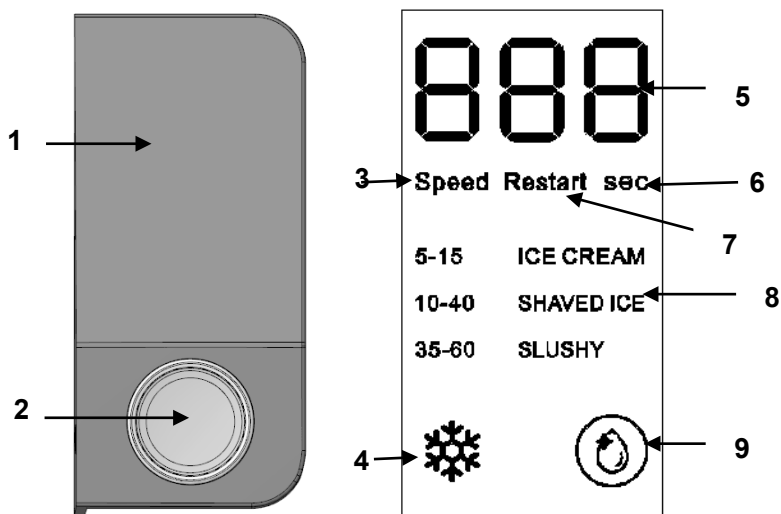 888
1
5
3 Speed Restart sec 6
7
5-15 ICE CREAM
10-40 SHAVED ICE 8
35-60 SLUSHY
2
4 9